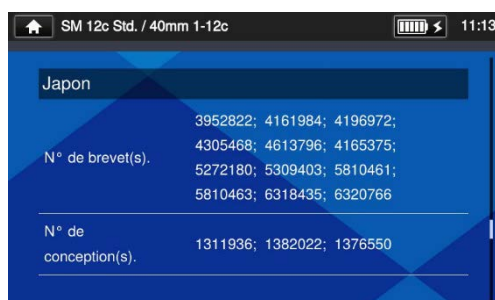 SM 12c Std. / 40mm 1-12c 11:13
Japon
3952822; 4161984; 4196972;
4305468; 4613796; 4165375;
N° de brevet(s).
5272180; 5309403; 5810461;
5810463; 6318435; 6320766
N° de
conception(s).
1311936; 1382022; 1376550